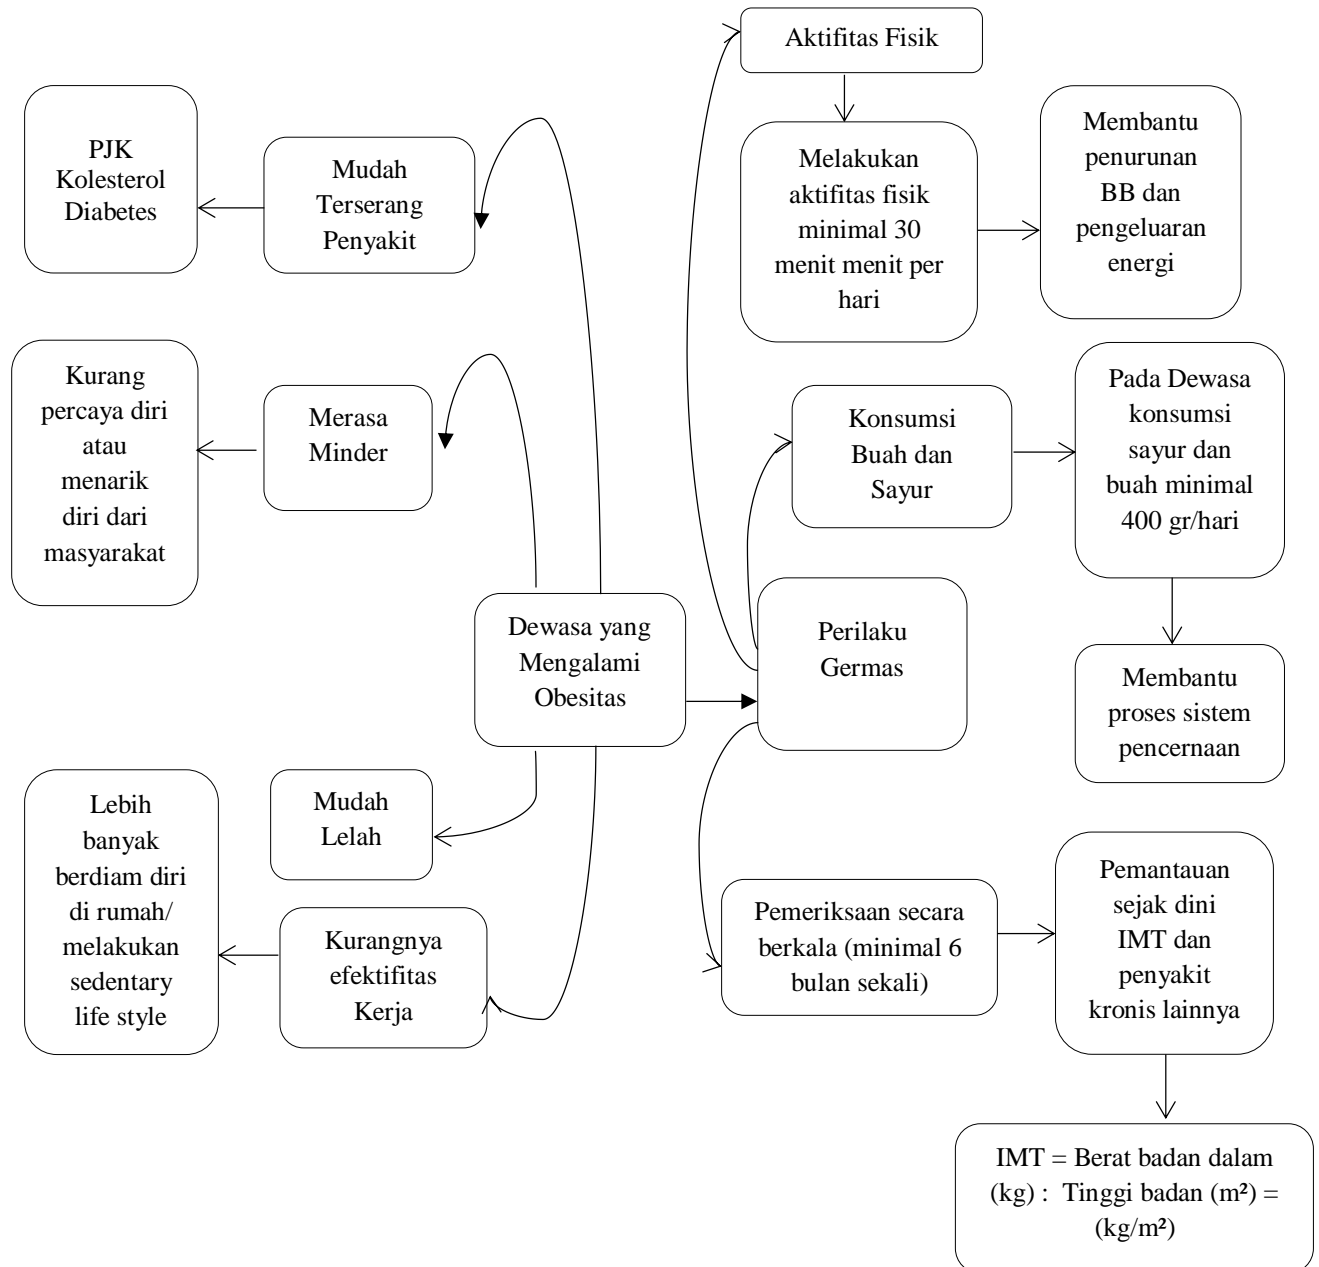 Aktifitas Fisik
PJK
Kolesterol
Diabetes
Mudah
Terserang
Penyakit
Melakukan
aktifitas fisik
minimal 30
menit menit per
hari
Membantu
penurunan
BB dan
pengeluaran
energi
Kurang
percaya diri
atau
menarik
diri dari
masyarakat
Merasa
Minder
Konsumsi
Buah dan
Sayur
Pada Dewasa
konsumsi
sayur dan
buah minimal
400 gr/hari
Dewasa yang
Mengalami
Obesitas
Perilaku
Germas
Membantu
proses sistem
pencernaan
Lebih
banyak
berdiam diri
di rumah/
melakukan
sedentary
life style
Mudah
Lelah
Kurangnya
efektifitas
Kerja
Pemeriksaan secara
berkala (minimal 6
bulan sekali)
Pemantauan
sejak dini
IMT dan
penyakit
kronis lainnya
IMT = Berat badan dalam
(kg) : Tinggi badan (m²) =
(kg/m²)